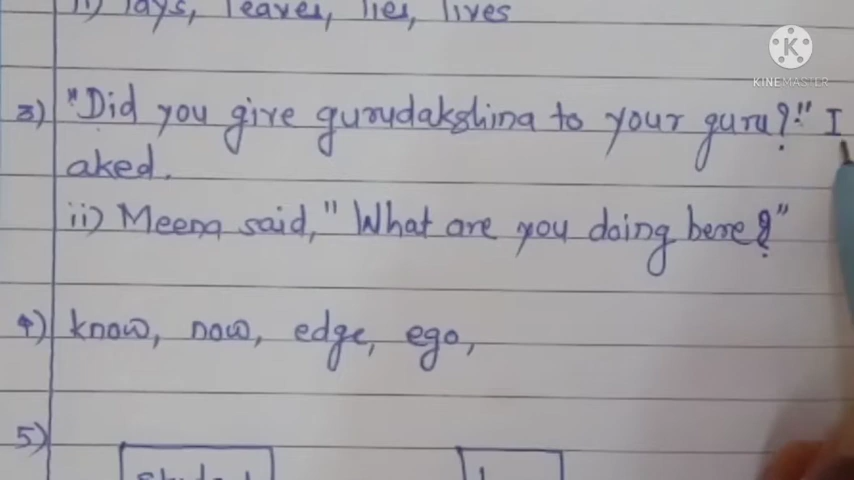 ii) lays, leaves, lies, lives
K
KINEMASTER
3) "Did you give gurudakshina to your guru?" I
aked.
ii) Meena said, "What are you doing here?"
4) know, now, edge, ego,
5)